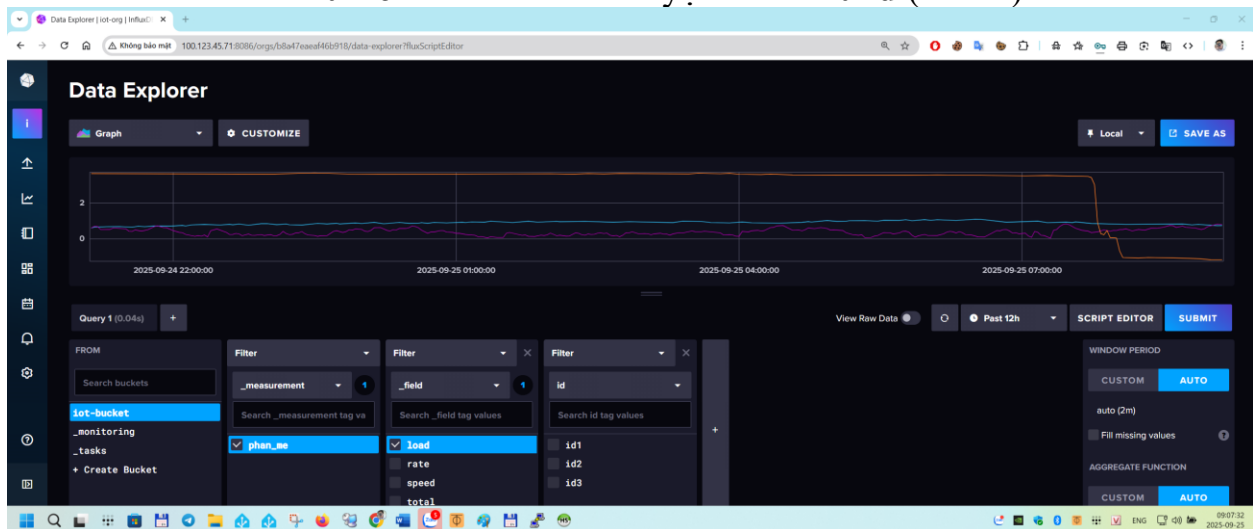 Data Explorer | iot-org | InfluxD
Không bảo mật 100.123.45.71:8086/orgs/b8a47eaeaf46b918/data-explorer?fluxScriptEditor
Data Explorer
i
Graph CUSTOMIZE Local SAVE AS
2
0
2025-09-24 22:00:00 2025-09-25 01:00:00 2025-09-25 04:00:00 2025-09-25 07:00:00
Query 1 (0.04s) + View Raw Data Past 12h SCRIPT EDITOR SUBMIT
FROM Filter Filter Filter WINDOW PERIOD
Search buckets _measurement 1 _field 1 id CUSTOM AUTO
iot-bucket Search _measurement tag va Search _field tag values Search id tag values auto (2m)
_monitoring phan_me load id1 Fill missing values
_tasks rate id2
+ Create Bucket speed id3 AGGREGATE FUNCTION
total CUSTOM AUTO
ENG 09:07:32
2025-09-25